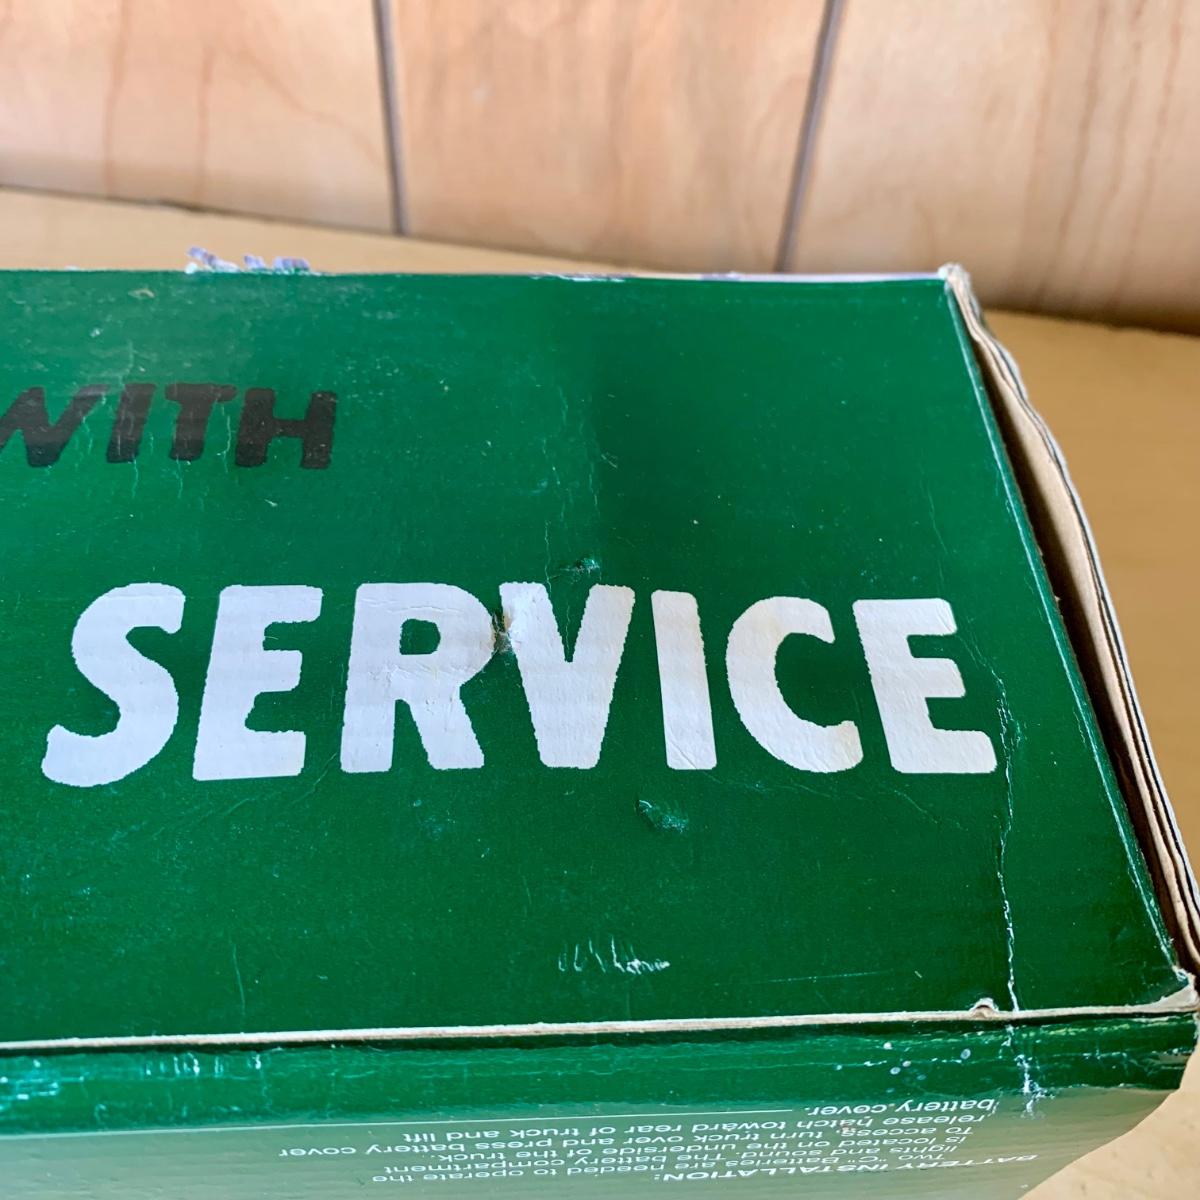 WITH
SERVICE
BATTERY INSTALLATION:
Two "C" Batteries are needed to operate the
lights and sound. The battery compartment
is located on the underside of the truck.
To access, turn truck over and press battery cover
release hatch toward rear of truck and lift
battery cover.